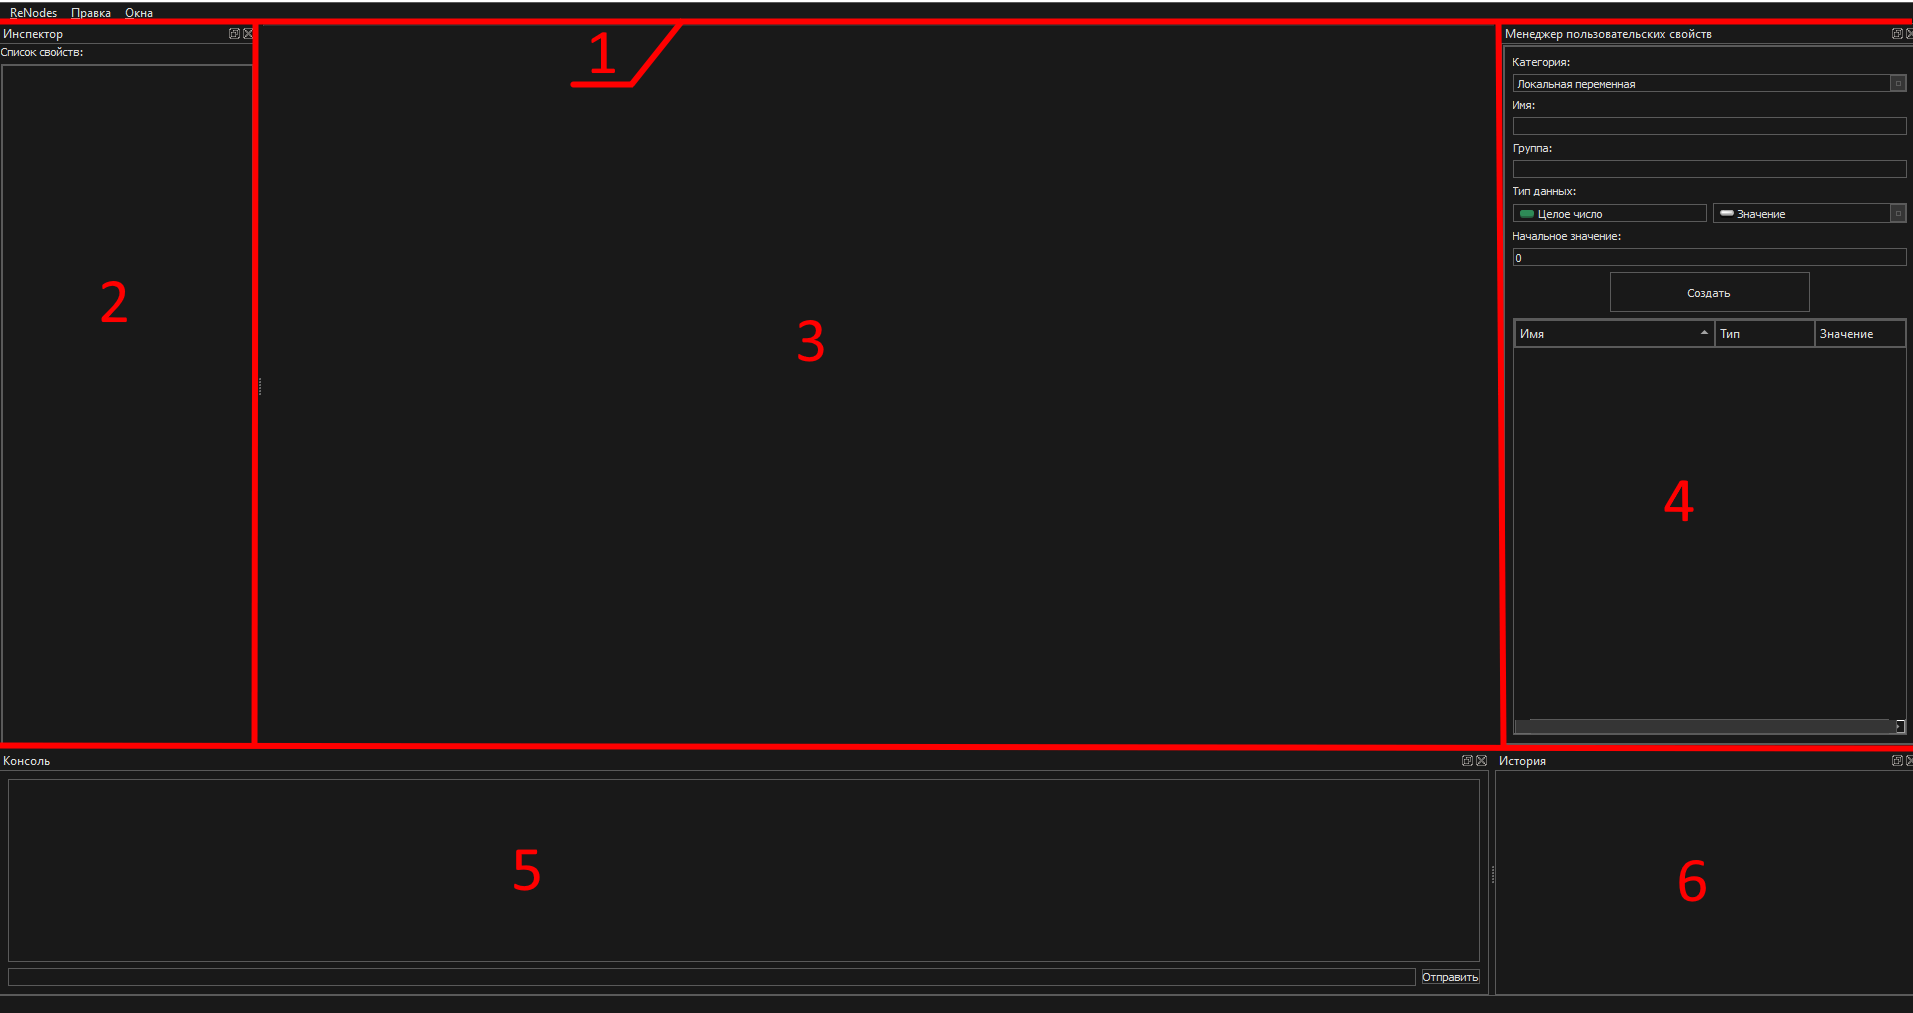 ReNodes Правка Окна
Инспектор
Список свойств:
1
2
3
Менеджер пользовательских свойств
Категория:
Локальная переменная
Имя:
Группа:
Тип данных:
Целое число Значение
Начальное значение:
0
Создать
Имя Тип Значение
4
Консоль
5
Отправить
История
6